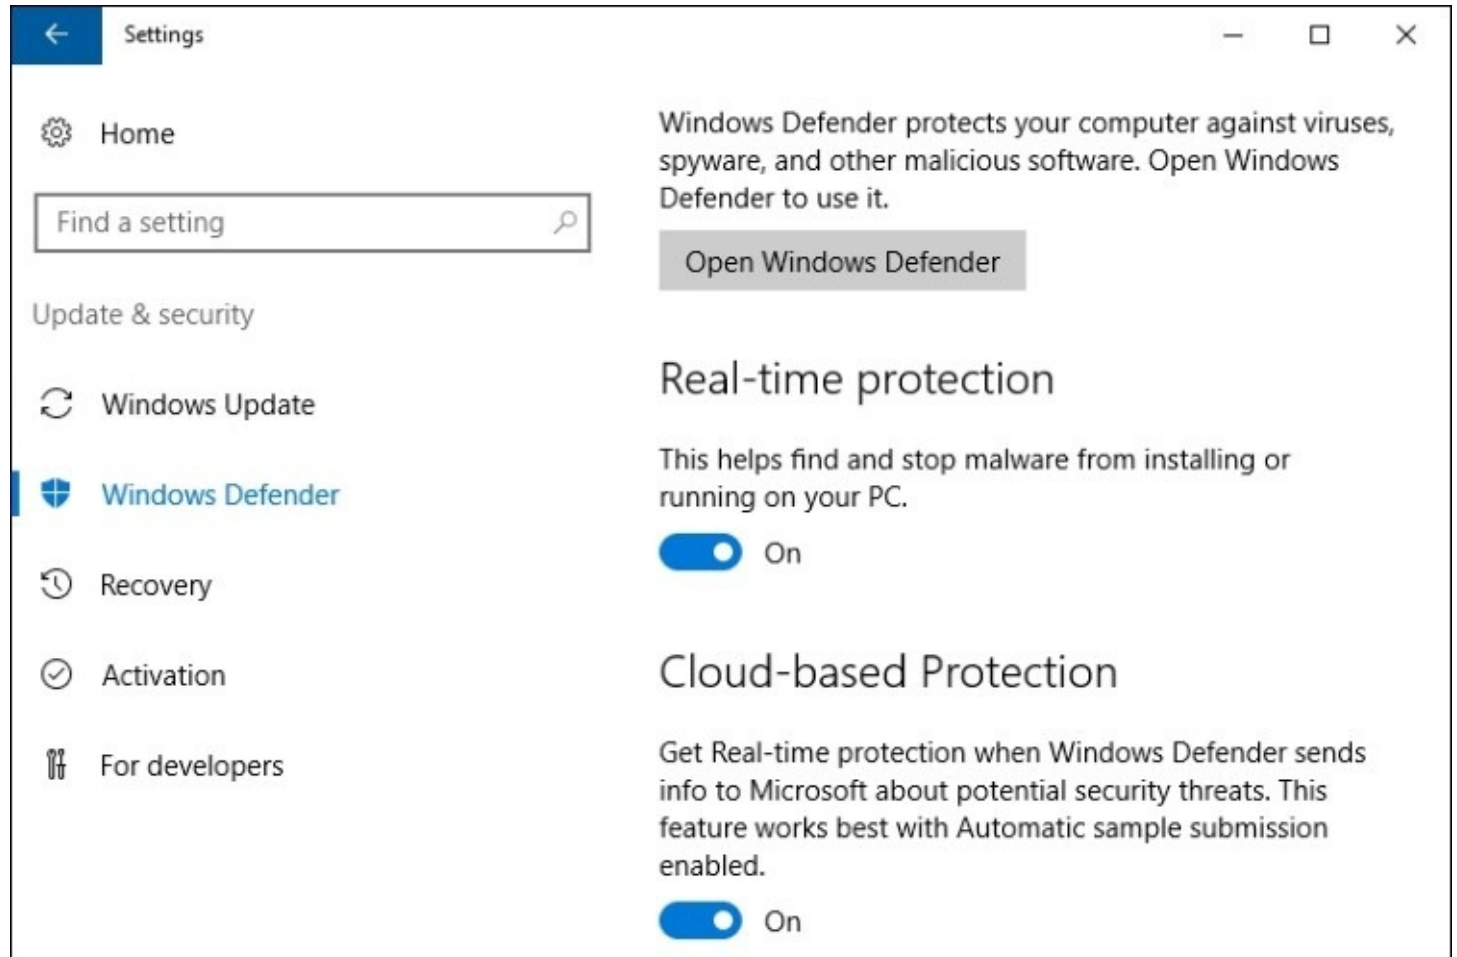 Settings
Home
Find a setting
Update & security
Windows Update
Windows Defender
Recovery
Activation
For developers
Windows Defender protects your computer against viruses,
spyware, and other malicious software. Open Windows
Defender to use it.
Open Windows Defender
Real-time protection
This helps find and stop malware from installing or
running on your PC.
On
Cloud-based Protection
Get Real-time protection when Windows Defender sends
info to Microsoft about potential security threats. This
feature works best with Automatic sample submission
enabled.
On